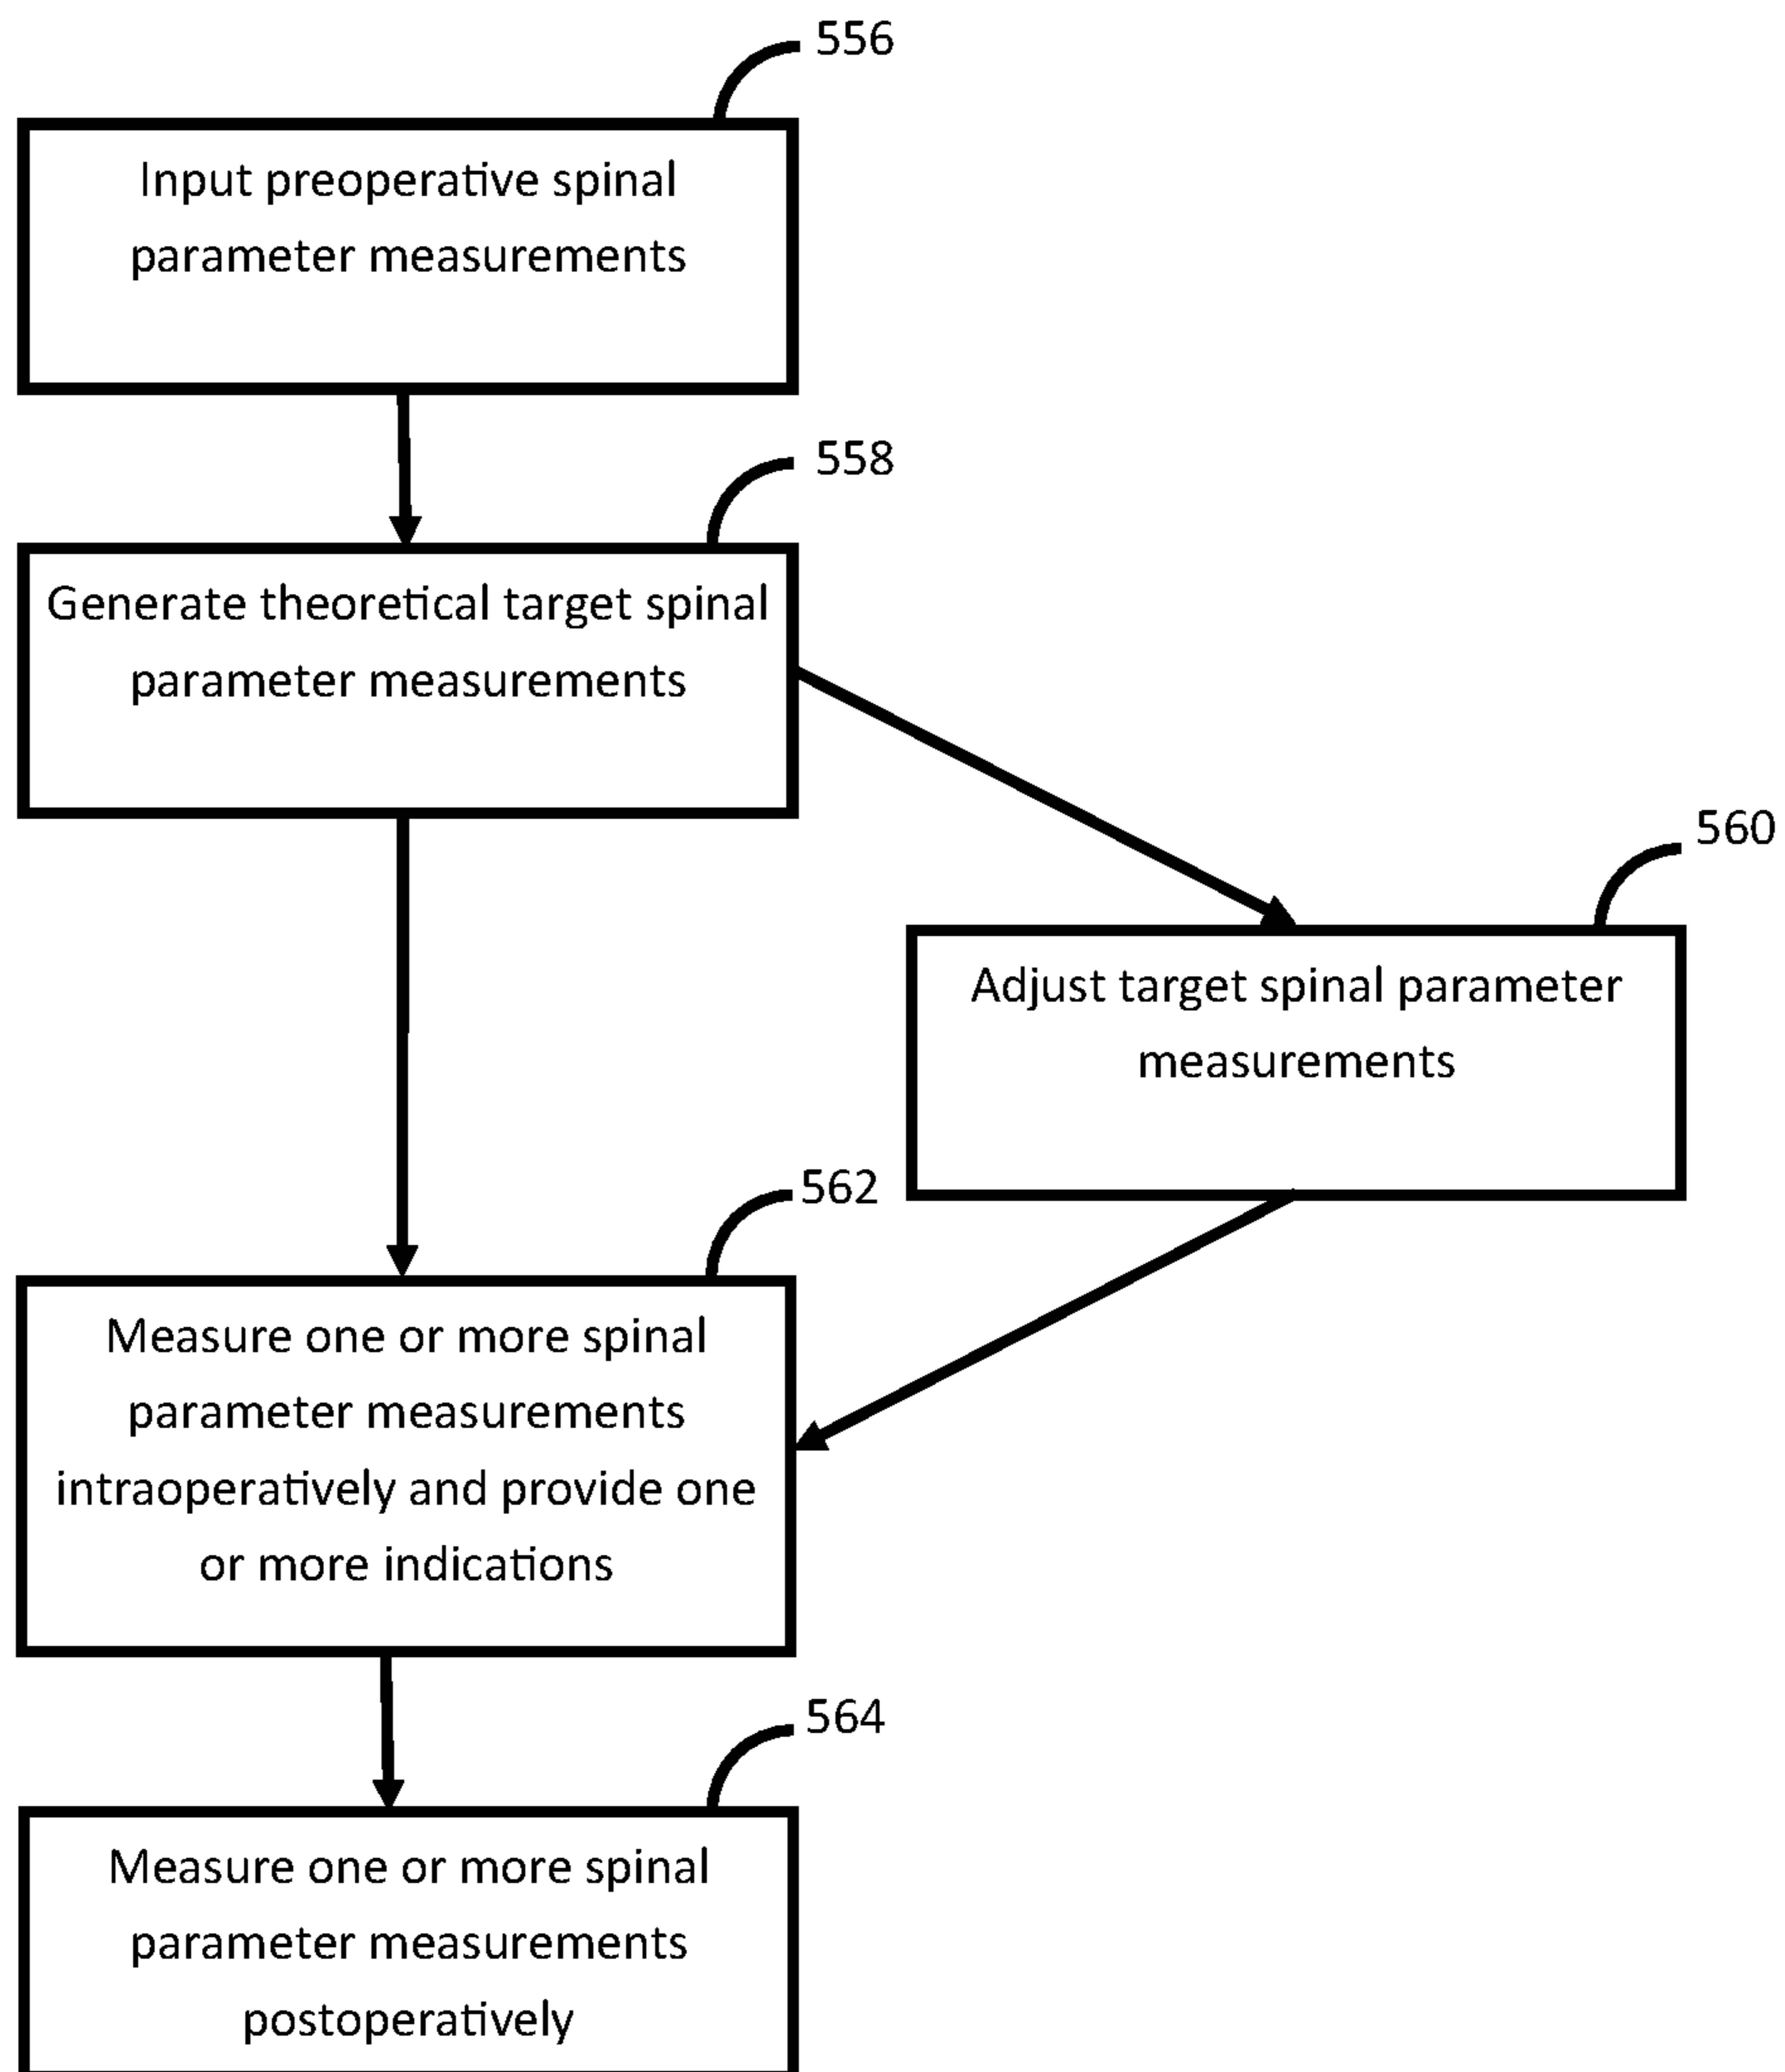 556
Input preoperative spinal
parameter measurements
558
Generate theoretical target spinal
parameter measurements
560
Adjust target spinal parameter
measurements
562
Measure one or more spinal
parameter measurements
intraoperatively and provide one
or more indications
564
Measure one or more spinal
parameter measurements
postoperatively